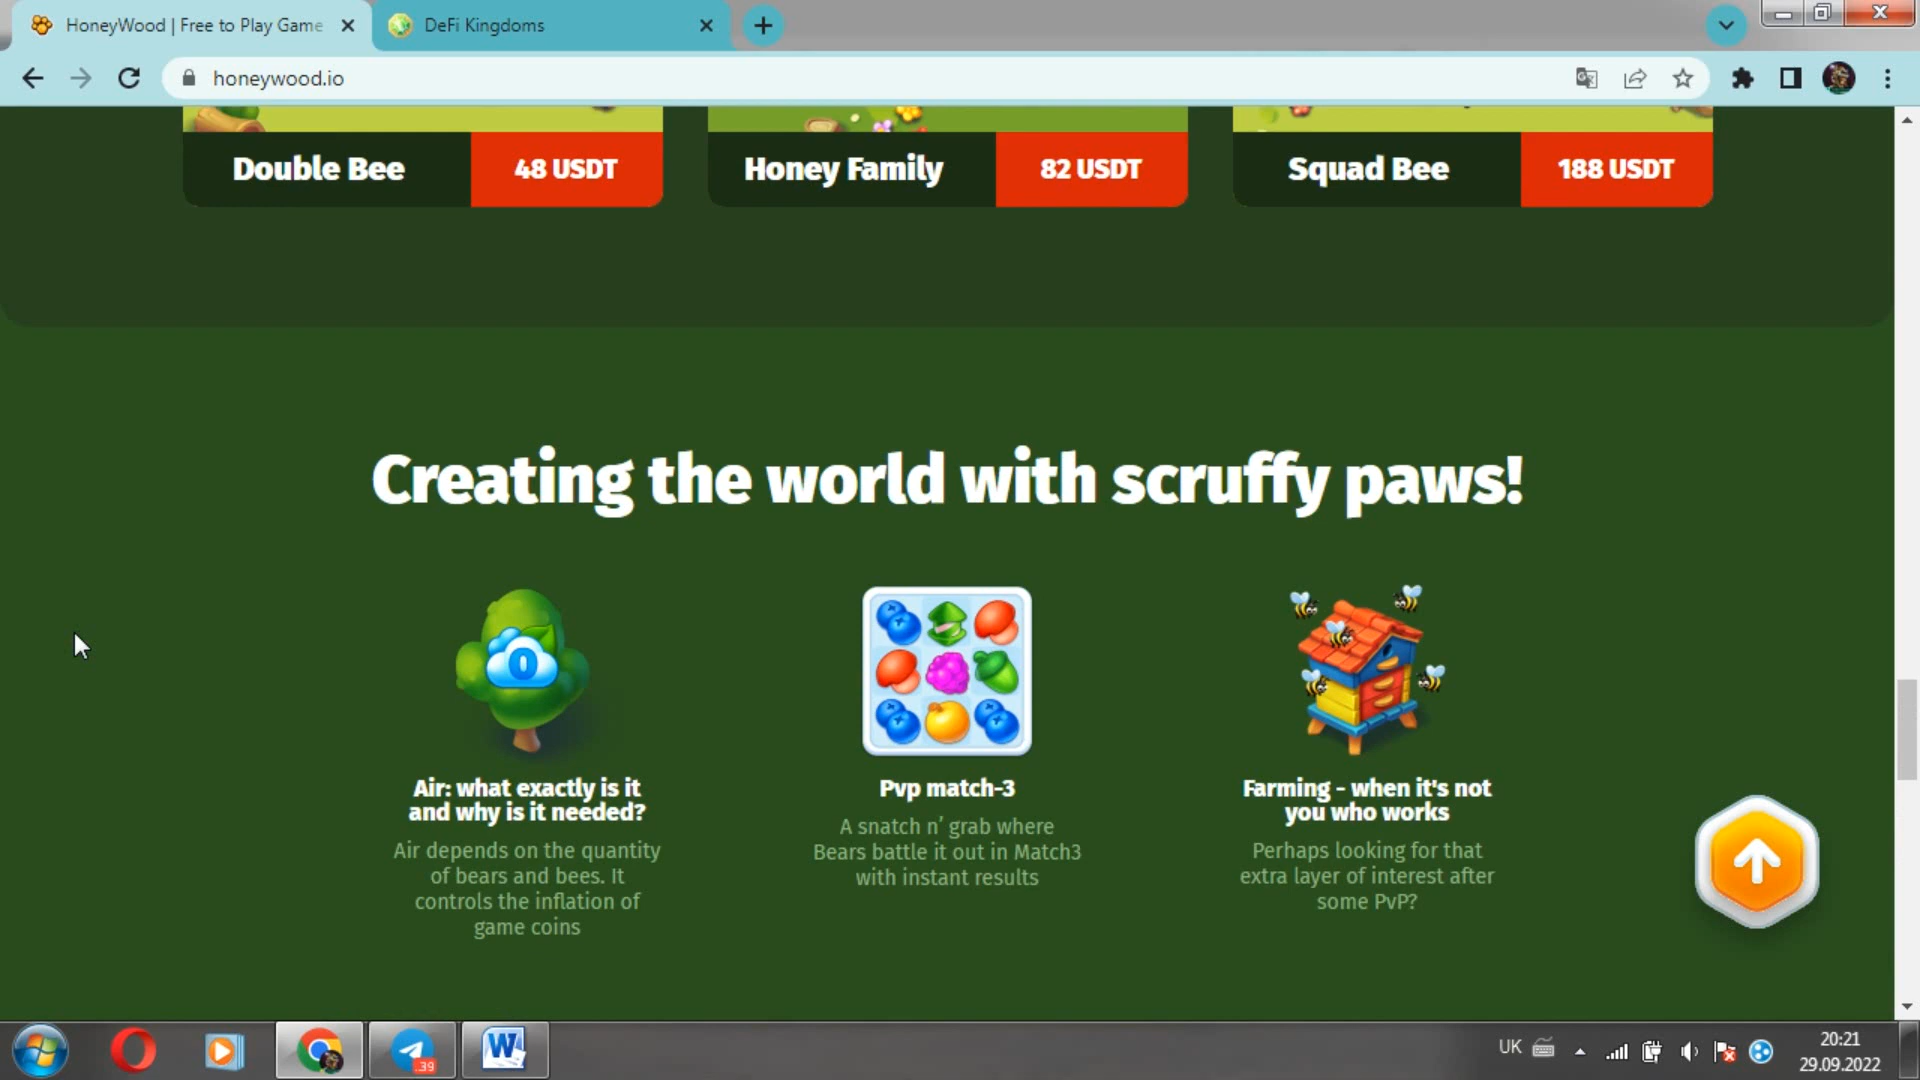 HoneyWood | Free to Play Game
DeFi Kingdoms
honeywood.io
Double Bee
48 USDT
Honey Family
82 USDT
Squad Bee
188 USDT
Creating the world with scruffy paws!
0
Air: what exactly is it
and why is it needed?
Air depends on the quantity
of bears and bees. It
controls the inflation of
game coins
Pvp match-3
A snatch n’ grab where
Bears battle it out in Match3
with instant results
Farming - when it's not
you who works
Perhaps looking for that
extra layer of interest after
some PvP?
.39
W
UK
20:21
29.09.2022